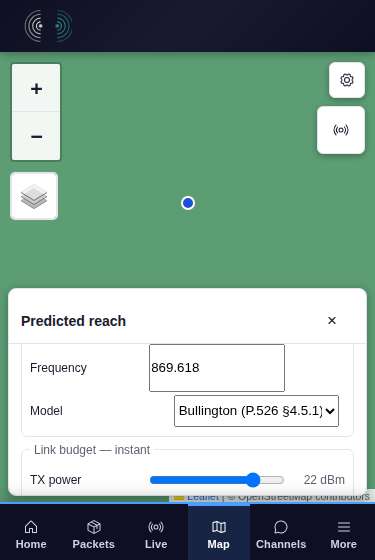 +
−
Predicted reach ×
Frequency 869.618
Model Bullington (P.526 §4.5.1)
Link budget — instant
TX power 22 dBm
Leaflet | © OpenStreetMap contributors
Home Packets Live Map Channels More